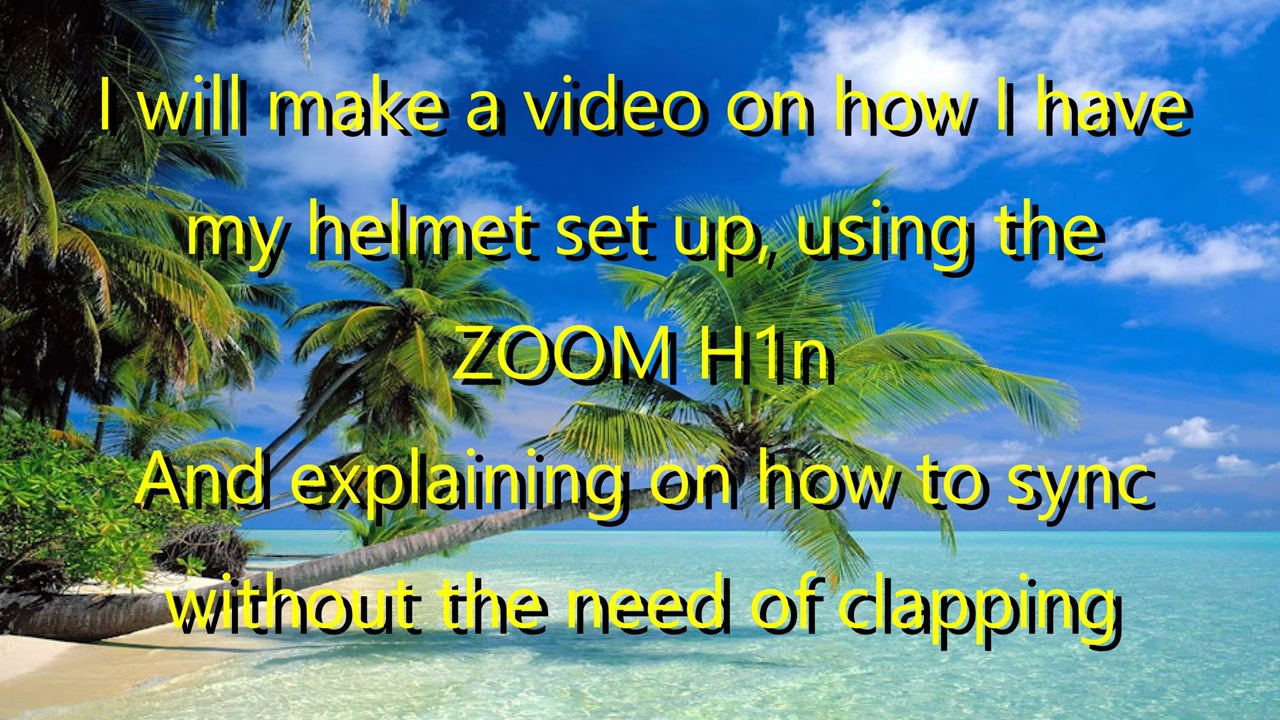 I will make a video on how I have
my helmet set up, using the
ZOOM H1n
And explaining on how to sync
without the need of clapping